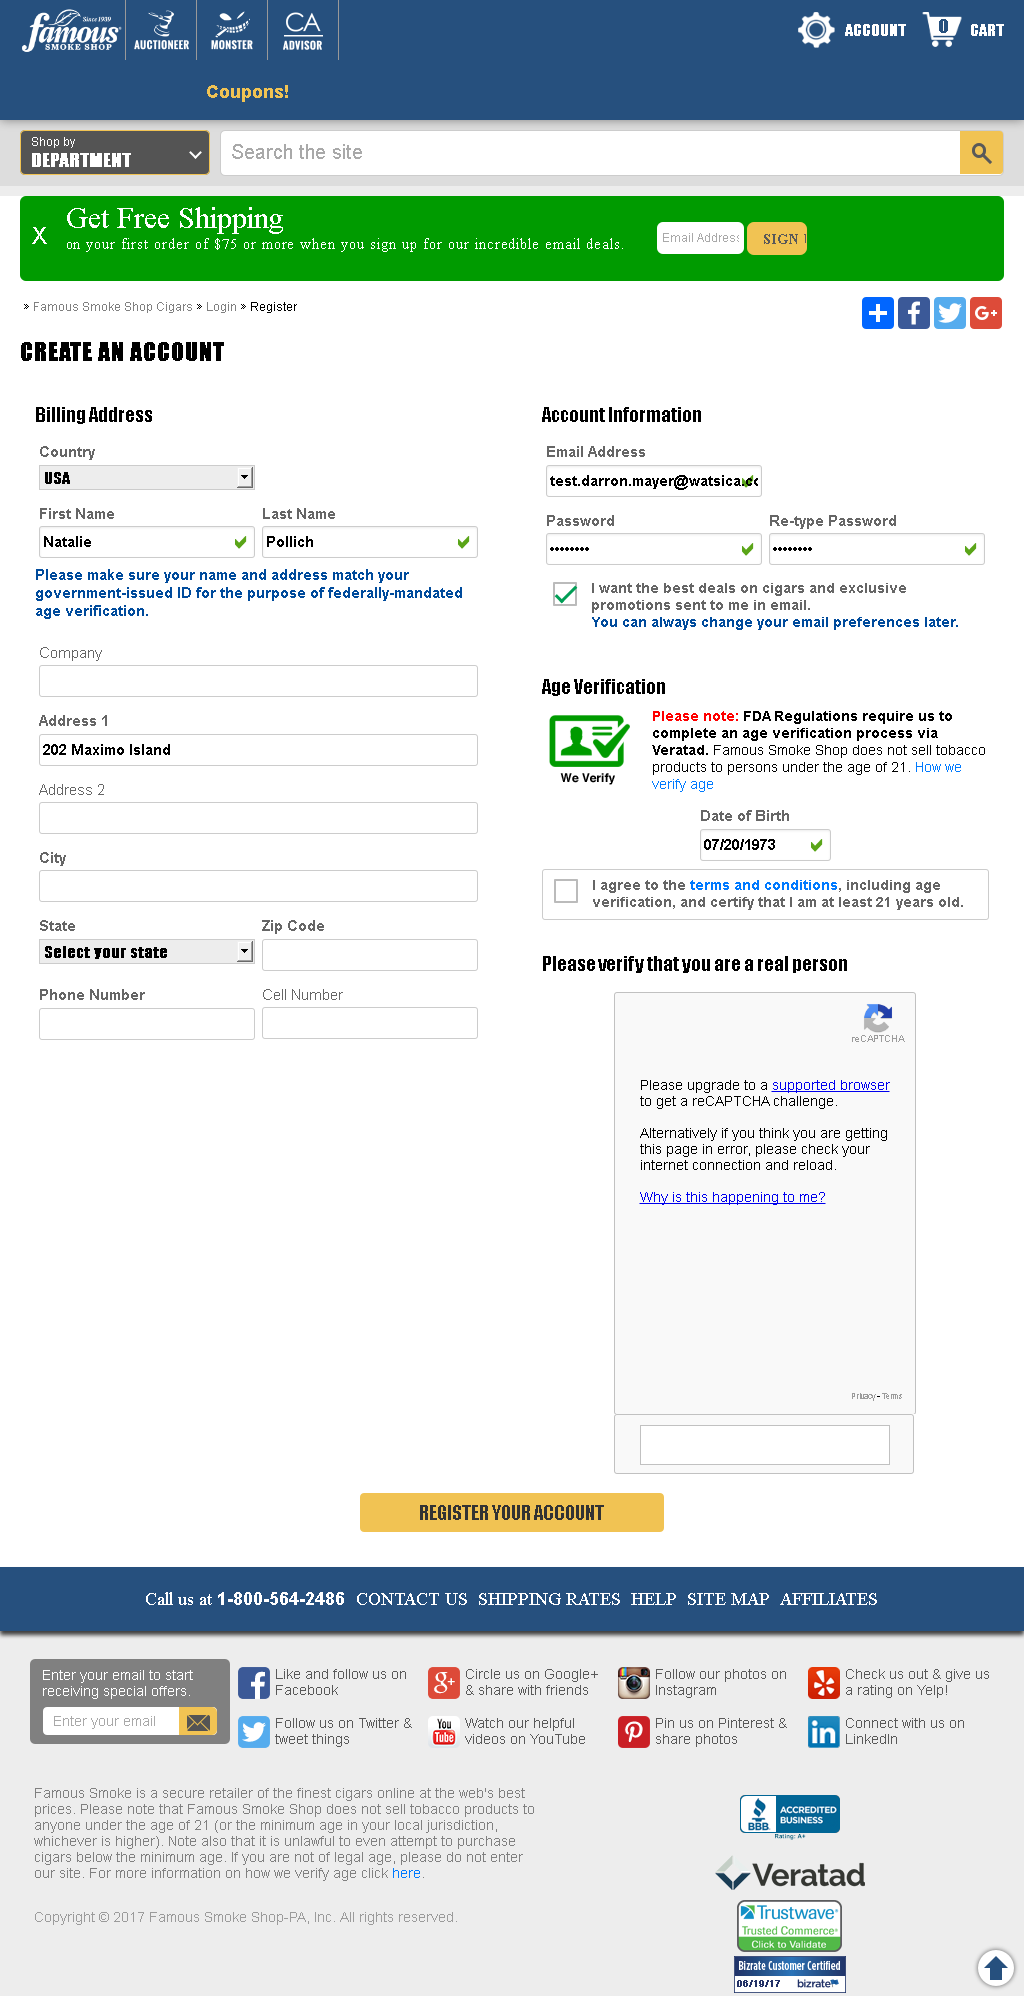 Since 1939
famous
SMOKE SHOP
AUCTIONEER
MONSTER
CA
ADVISOR
ACCOUNT
0
CART
Coupons!
Shop by
DEPARTMENT
Search the site
X
Get Free Shipping
on your first order of $75 or more when you sign up for our incredible email deals.
Email Address
SIGN
» Famous Smoke Shop Cigars » Login » Register
CREATE AN ACCOUNT
Billing Address
Country
USA
First Name
Last Name
Natalie
Pollich
Please make sure your name and address match your
government-issued ID for the purpose of federally-mandated
age verification.
Company
Address 1
202 Maximo Island
Address 2
City
State
Zip Code
Select your state
Phone Number
Cell Number
Account Information
Email Address
test.darron.mayer@watsica.c
Password
Re-type Password
••••••••
••••••••
I want the best deals on cigars and exclusive
promotions sent to me in email.
You can always change your email preferences later.
Age Verification
We Verify
Please note: FDA Regulations require us to
complete an age verification process via
Veratad. Famous Smoke Shop does not sell tobacco
products to persons under the age of 21. How we
verify age
Date of Birth
07/20/1973
I agree to the terms and conditions, including age
verification, and certify that I am at least 21 years old.
Please verify that you are a real person
reCAPTCHA
Please upgrade to a supported browser
to get a reCAPTCHA challenge.
Alternatively if you think you are getting
this page in error, please check your
internet connection and reload.
Why is this happening to me?
Privacy - Terms
REGISTER YOUR ACCOUNT
Call us at 1-800-564-2486 CONTACT US SHIPPING RATES HELP SITE MAP AFFILIATES
Enter your email to start
receiving special offers.
Enter your email
Like and follow us on
Facebook
Circle us on Google+
& share with friends
Follow our photos on
Instagram
Check us out & give us
a rating on Yelp!
Follow us on Twitter &
tweet things
You
Tube
Watch our helpful
videos on YouTube
Pin us on Pinterest &
share photos
in
Connect with us on
LinkedIn
Famous Smoke is a secure retailer of the finest cigars online at the web's best
prices. Please note that Famous Smoke Shop does not sell tobacco products to
anyone under the age of 21 (or the minimum age in your local jurisdiction,
whichever is higher). Note also that it is unlawful to even attempt to purchase
cigars below the minimum age. If you are not of legal age, please do not enter
our site. For more information on how we verify age click here.
Copyright © 2017 Famous Smoke Shop-PA, Inc. All rights reserved.
BBB
ACCREDITED
BUSINESS
Rating: A+
Veratad
Trustwave®
Trusted Commerce®
Click to Validate
Bizrate Customer Certified
06/19/17 bizrate